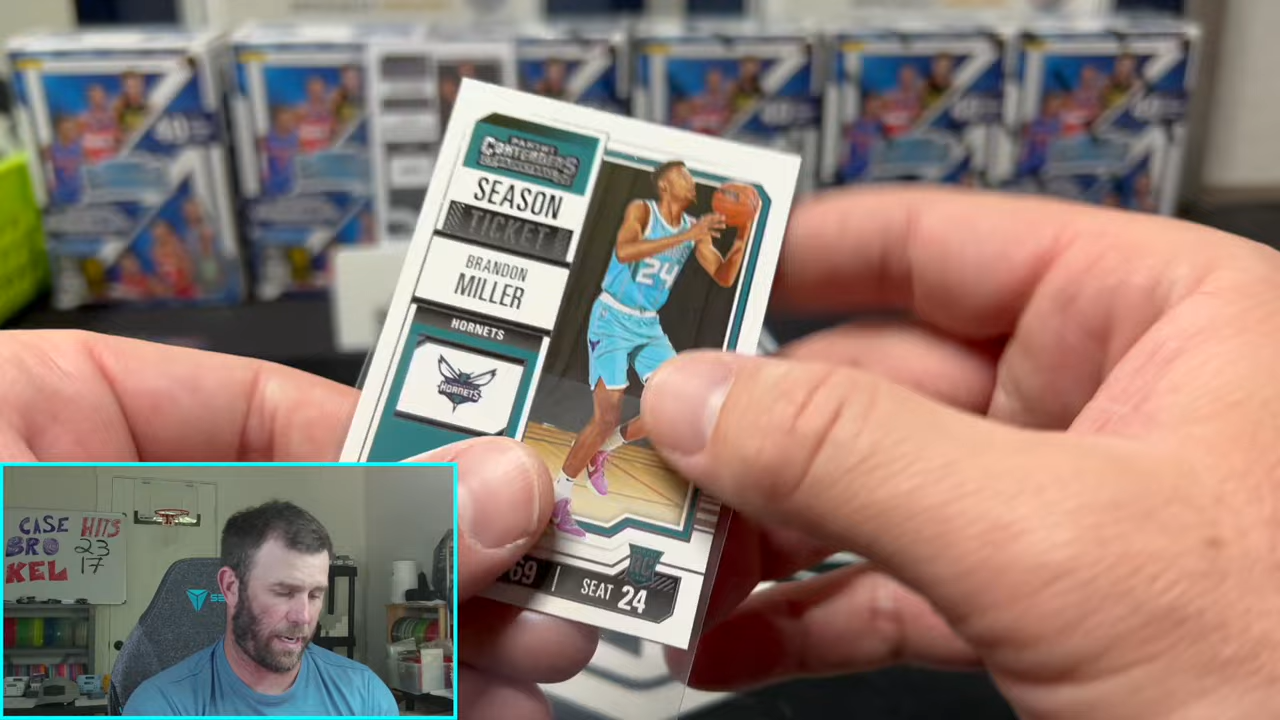 PANINI
CONTENDERS
SEASON
TICKET
BRANDON
MILLER
HORNETS
HORNETS
24
RC
69 | SEAT 24
CASE HITS
BRO 23
KEL 17